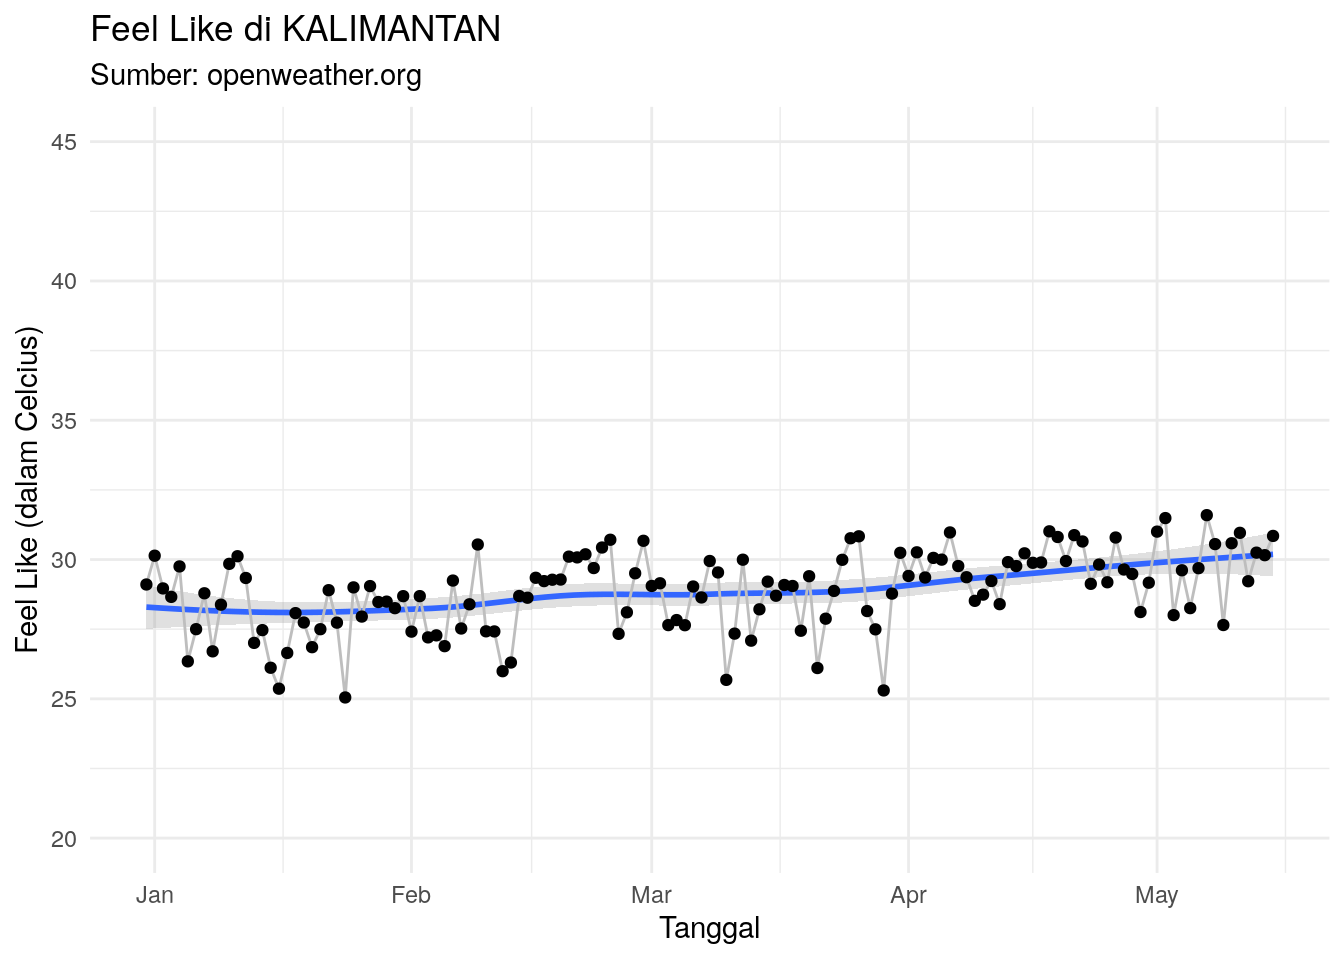 Feel Like di KALIMANTAN
Sumber: openweather.org
Feel Like (dalam Celcius)
45
40
35
30
25
20
Jan Feb Mar Apr May
Tanggal